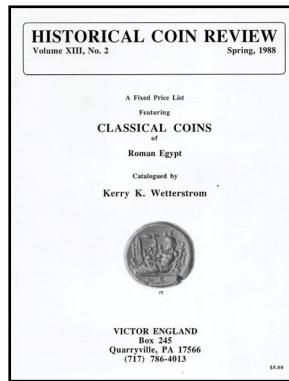 HISTORICAL COIN REVIEW
Volume XIII, No. 2 Spring, 1988
A Fixed Price List
Featuring
CLASSICAL COINS
of
Roman Egypt
Catalogued by
Kerry K. Wetterstrom
VICTOR ENGLAND
Box 245
Quarryville, PA 17566
(717) 786-4013
$5.00